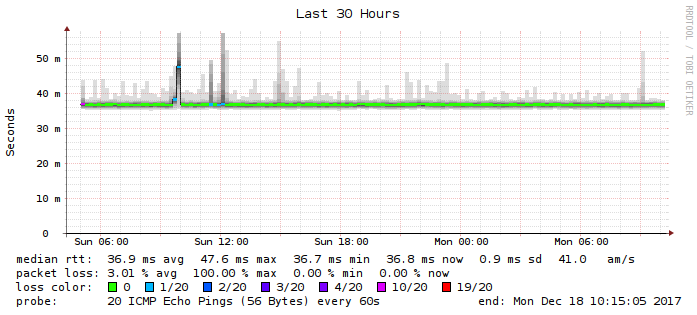 Last 30 Hours
RRDTOOL / TOBI OETIKER
Seconds
50 m
40 m
30 m
20 m
10 m
0
Sun 06:00 Sun 12:00 Sun 18:00 Mon 00:00 Mon 06:00
median rtt: 36.9 ms avg 47.6 ms max 36.7 ms min 36.8 ms now 0.9 ms sd 41.0 am/s
packet loss: 3.01 % avg 100.00 % max 0.00 % min 0.00 % now
loss color: 0 1/20 2/20 3/20 4/20 10/20 19/20
probe: 20 ICMP Echo Pings (56 Bytes) every 60s end: Mon Dec 18 10:15:05 2017